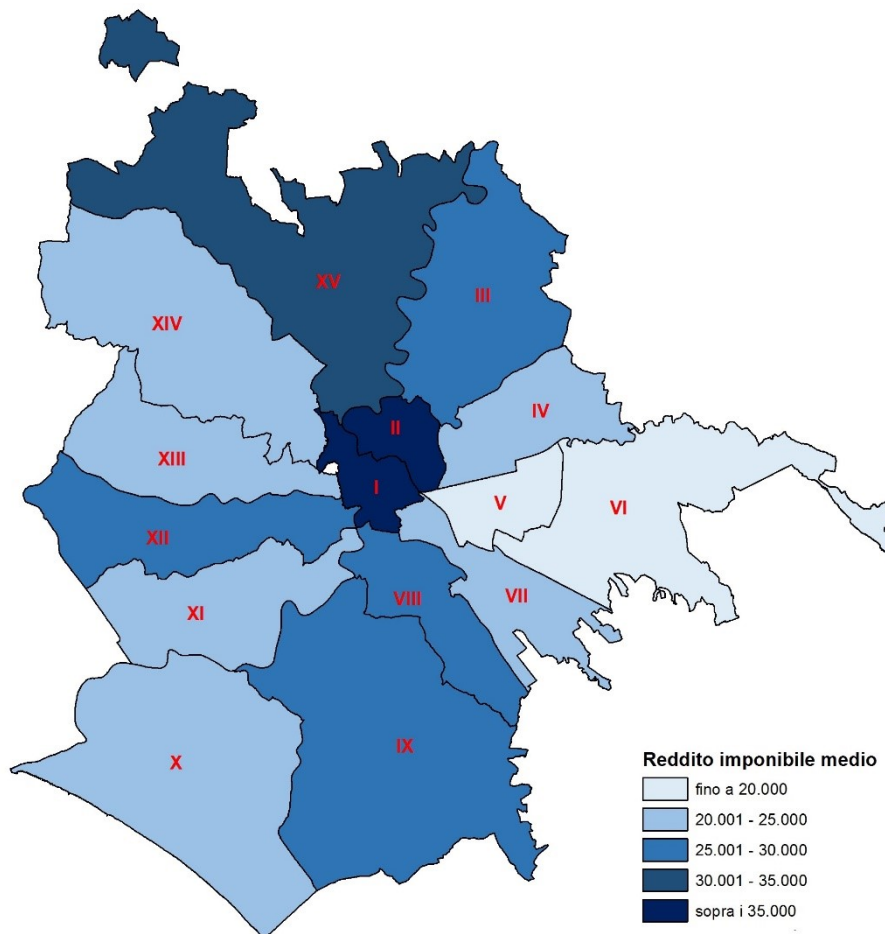 XV
III
XIV
II
IV
XIII
I
V
VI
XII
VIII
VII
XI
IX
X
Reddito imponibile medio
fino a 20.000
20.001 - 25.000
25.001 - 30.000
30.001 - 35.000
sopra i 35.000